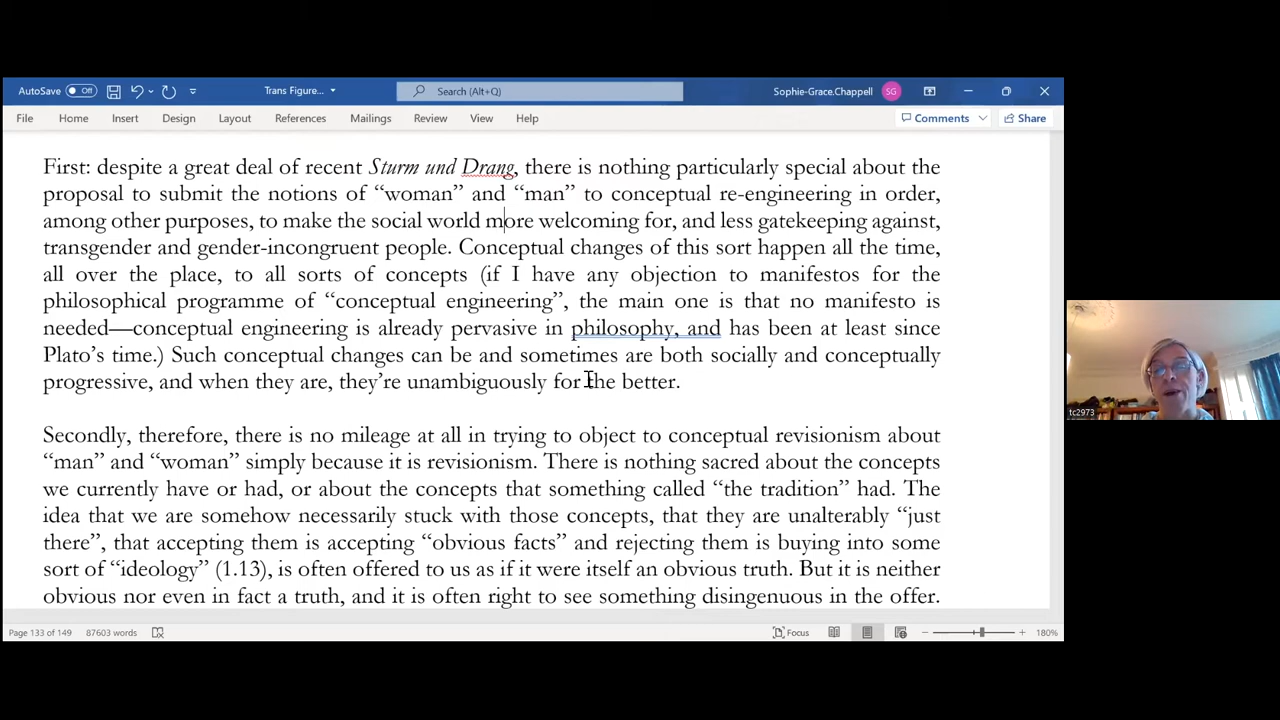 AutoSave Off Trans Figure... Search (Alt+Q) Sophie-Grace.Chappell SG
File Home Insert Design Layout References Mailings Review View Help Comments Share
First: despite a great deal of recent Sturm und Drang, there is nothing particularly special about the
proposal to submit the notions of “woman” and “man” to conceptual re-engineering in order,
among other purposes, to make the social world more welcoming for, and less gatekeeping against,
transgender and gender-incongruent people. Conceptual changes of this sort happen all the time,
all over the place, to all sorts of concepts (if I have any objection to manifestos for the
philosophical programme of “conceptual engineering”, the main one is that no manifesto is
needed—conceptual engineering is already pervasive in philosophy, and has been at least since
Plato’s time.) Such conceptual changes can be and sometimes are both socially and conceptually
progressive, and when they are, they’re unambiguously for the better.
Secondly, therefore, there is no mileage at all in trying to object to conceptual revisionism about
“man” and “woman” simply because it is revisionism. There is nothing sacred about the concepts
we currently have or had, or about the concepts that something called “the tradition” had. The
idea that we are somehow necessarily stuck with those concepts, that they are unalterably “just
there”, that accepting them is accepting “obvious facts” and rejecting them is buying into some
sort of “ideology” (1.13), is often offered to us as if it were itself an obvious truth. But it is neither
obvious nor even in fact a truth, and it is often right to see something disingenuous in the offer.
Page 133 of 149 87603 words Focus 180%
tc2973